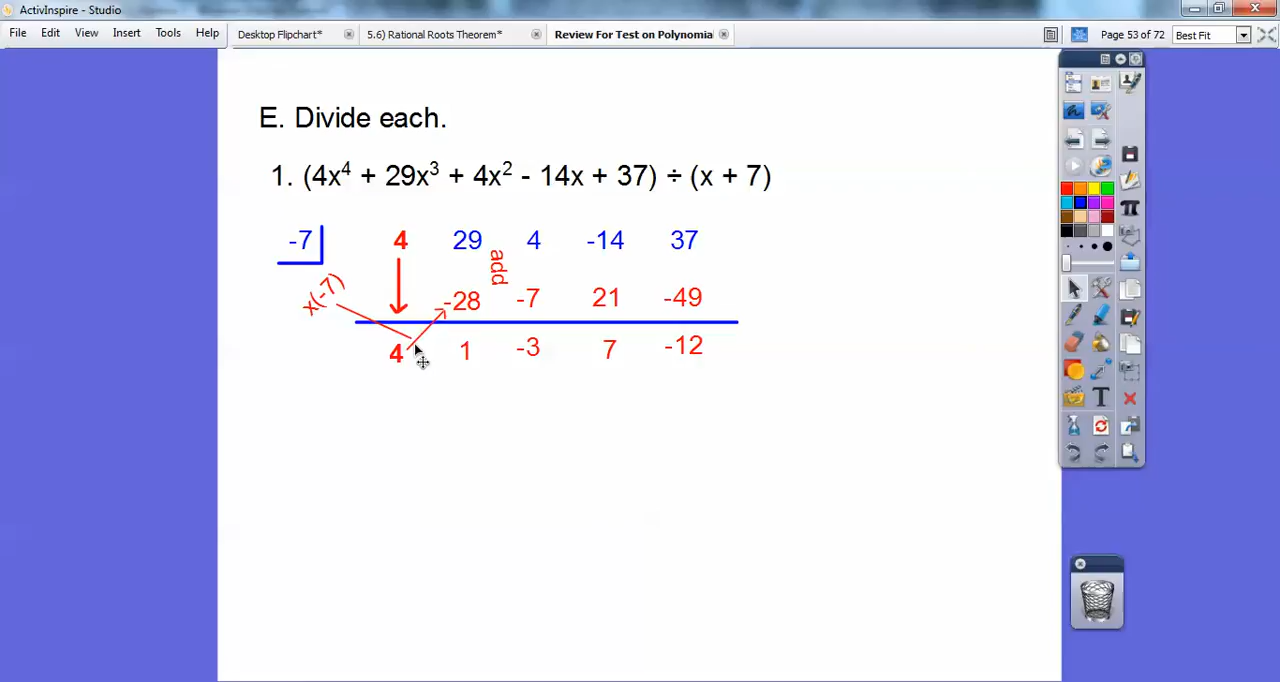 ActivInspire - Studio
File Edit View Insert Tools Help
Desktop Flipchart* 5.6) Rational Roots Theorem* Review For Test on Polynomial
Page 53 of 72 Best Fit
E. Divide each.
1. (4x⁴ + 29x³ + 4x² - 14x + 37) ÷ (x + 7)
-7 4 29 4 -14 37
add
x(-7)
-28 -7 21 -49
4 1 -3 7 -12